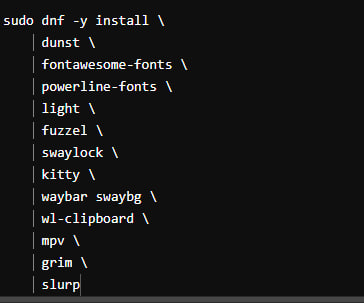 sudo dnf -y install \
dunst \
fontawesome-fonts \
powerline-fonts \
light \
fuzzel \
swaylock \
kitty \
waybar swaybg \
wl-clipboard \
mpv \
grim \
slurp